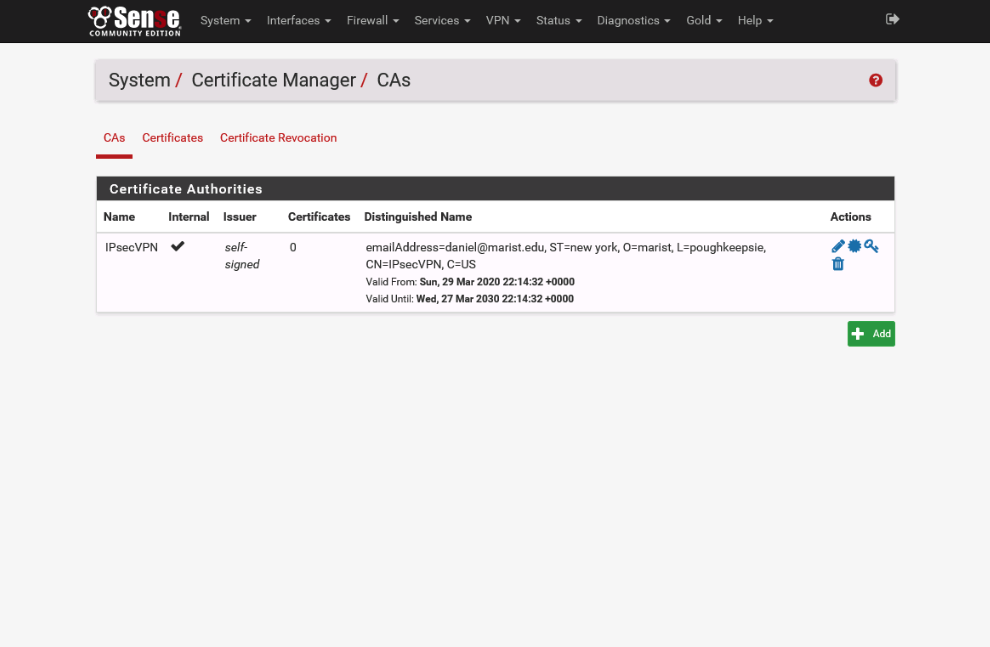 Sense
COMMUNITY EDITION
System Interfaces Firewall Services VPN Status Diagnostics Gold Help
System / Certificate Manager / CAs
CAs Certificates Certificate Revocation
Certificate Authorities
Name Internal Issuer Certificates Distinguished Name Actions
IPsecVPN self-signed 0 emailAddress=daniel@marist.edu, ST=new york, O=marist, L=poughkeepsie,
CN=IPsecVPN, C=US
Valid From: Sun, 29 Mar 2020 22:14:32 +0000
Valid Until: Wed, 27 Mar 2030 22:14:32 +0000
Add